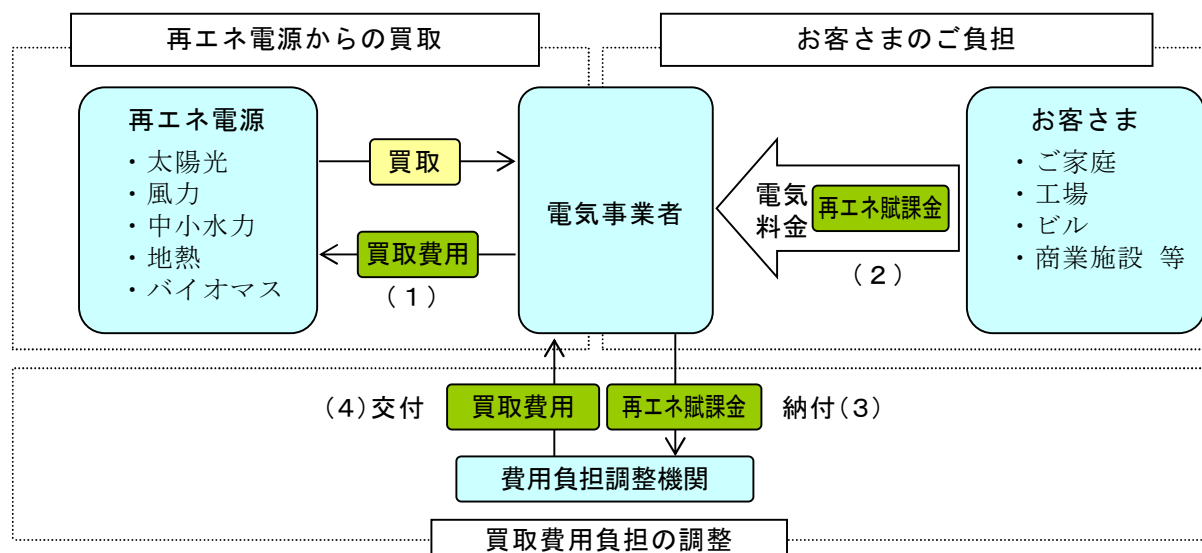 再エネ電源からの買取
お客さまのご負担
再エネ電源
・太陽光
・風力
・中小水力
・地熱
・バイオマス
買取
買取費用
(1)
電気事業者
電気
料金
再エネ賦課金
(2)
お客さま
・ご家庭
・工場
・ビル
・商業施設 等
(4)交付
買取費用
再エネ賦課金
納付(3)
費用負担調整機関
買取費用負担の調整